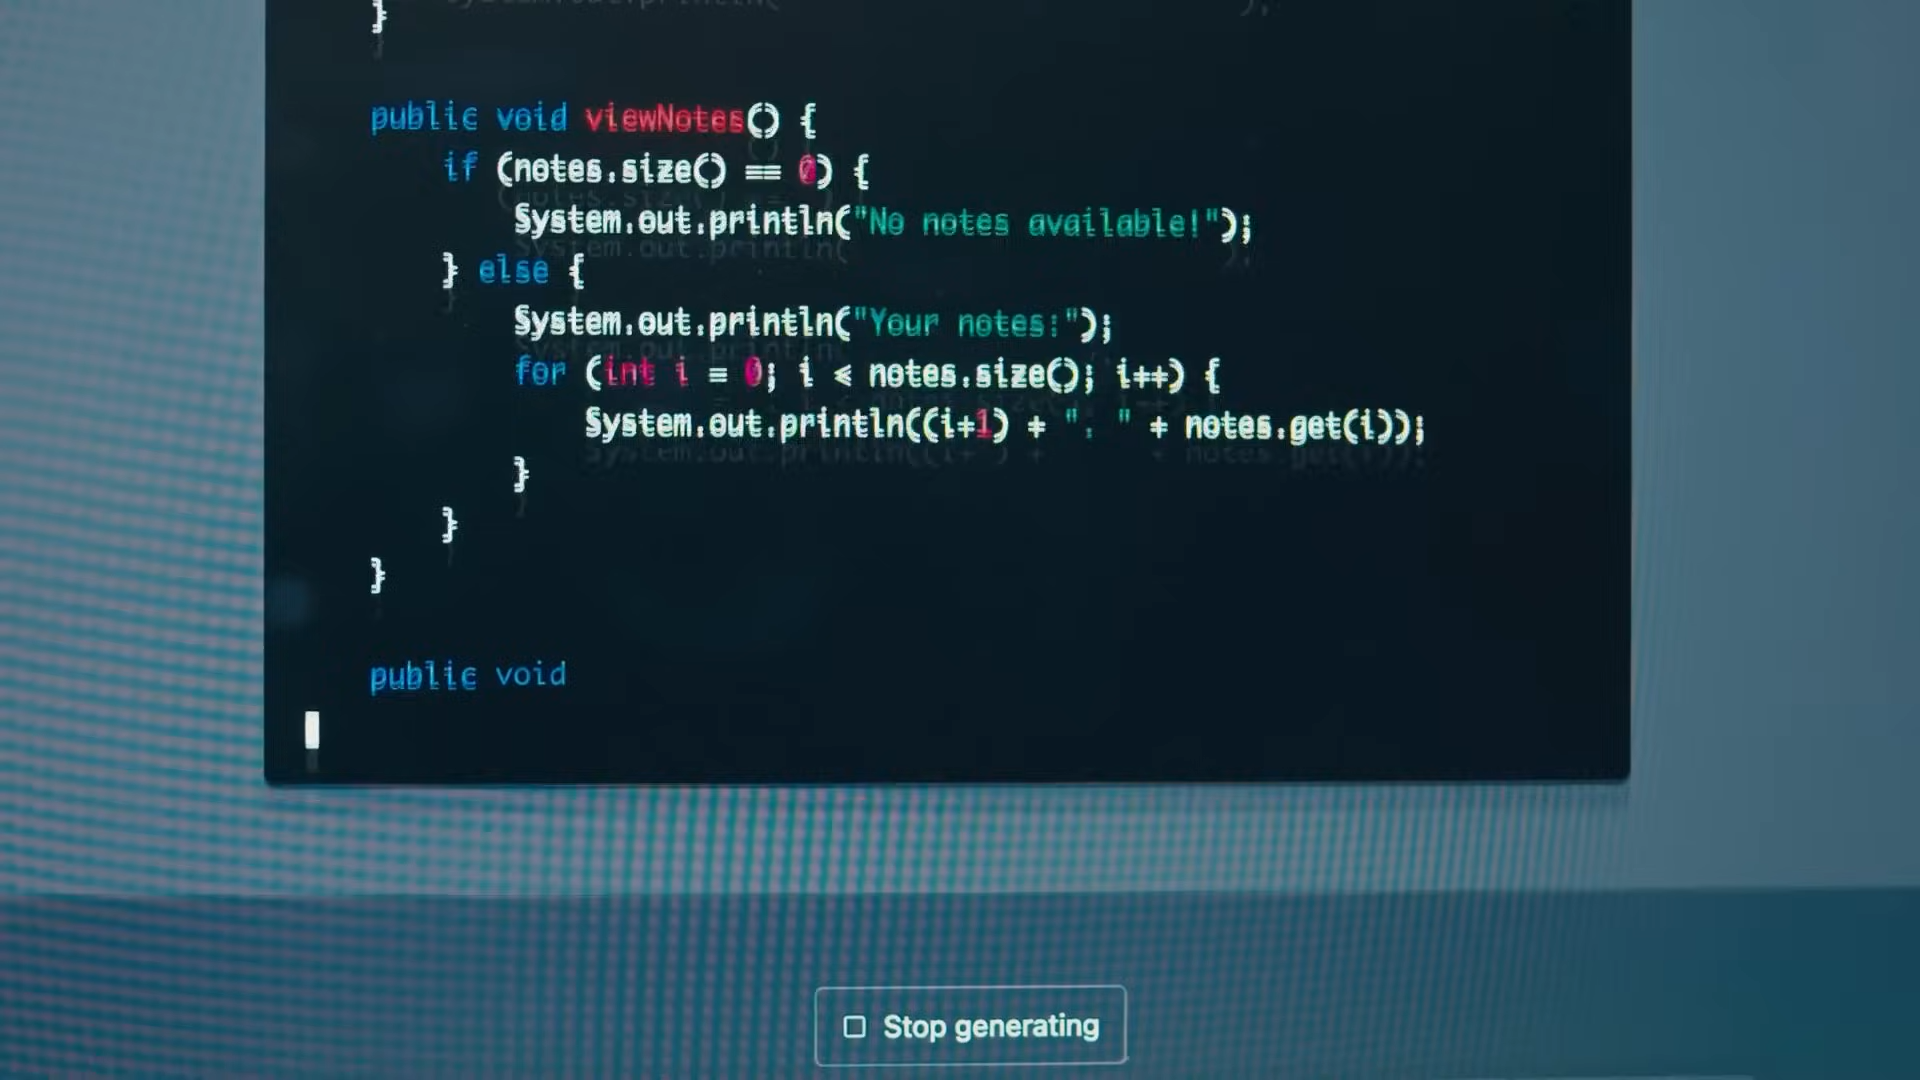 }
public void viewNotes() {
if (notes.size() == 0) {
System.out.println("No notes available!");
} else {
System.out.println("Your notes:");
for (int i = 0; i < notes.size(); i++) {
System.out.println((i+1) + ". " + notes.get(i));
}
}
}
public void
Stop generating